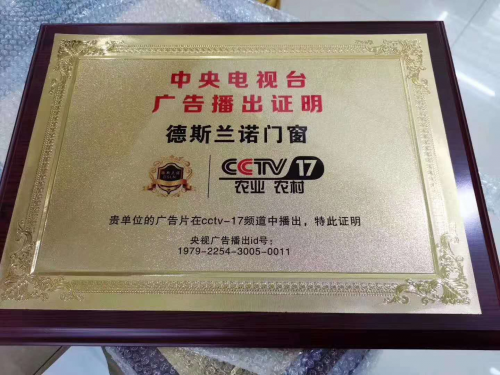 中央电视台
广告播出证明
德斯兰诺门窗
CCTV 17
农业 农村
贵单位的广告片在cctv-17频道中播出，特此证明
央视广告播出id号：
1979-2254-3005-0011